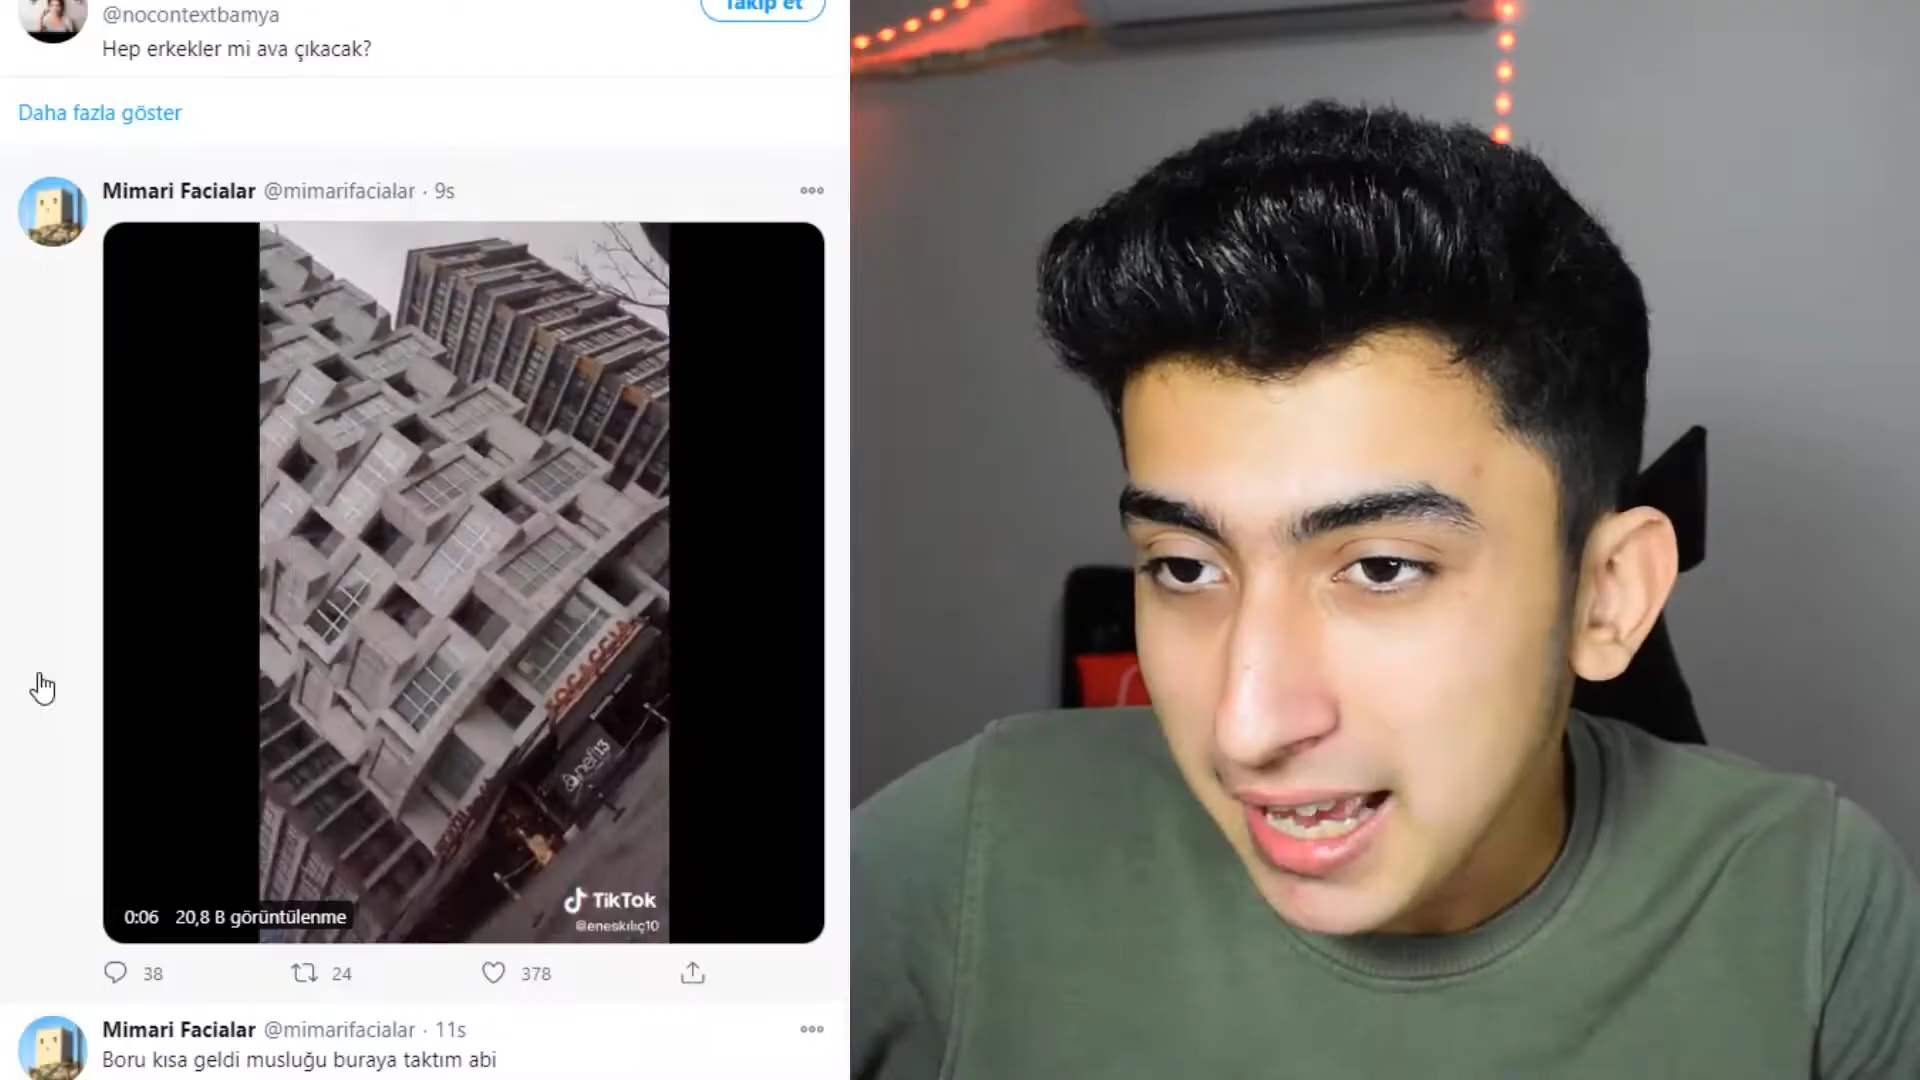 Takip et
@nocontextbamya
Hep erkekler mi ava çıkacak?
Daha fazla göster
Mimari Facialar @mimarifacialar · 9s
nefi13
0:06 20,8 B görüntülenme
TikTok
@eneskılıç10
38 24 378
Mimari Facialar @mimarifacialar · 11s
Boru kısa geldi musluğu buraya taktım abi